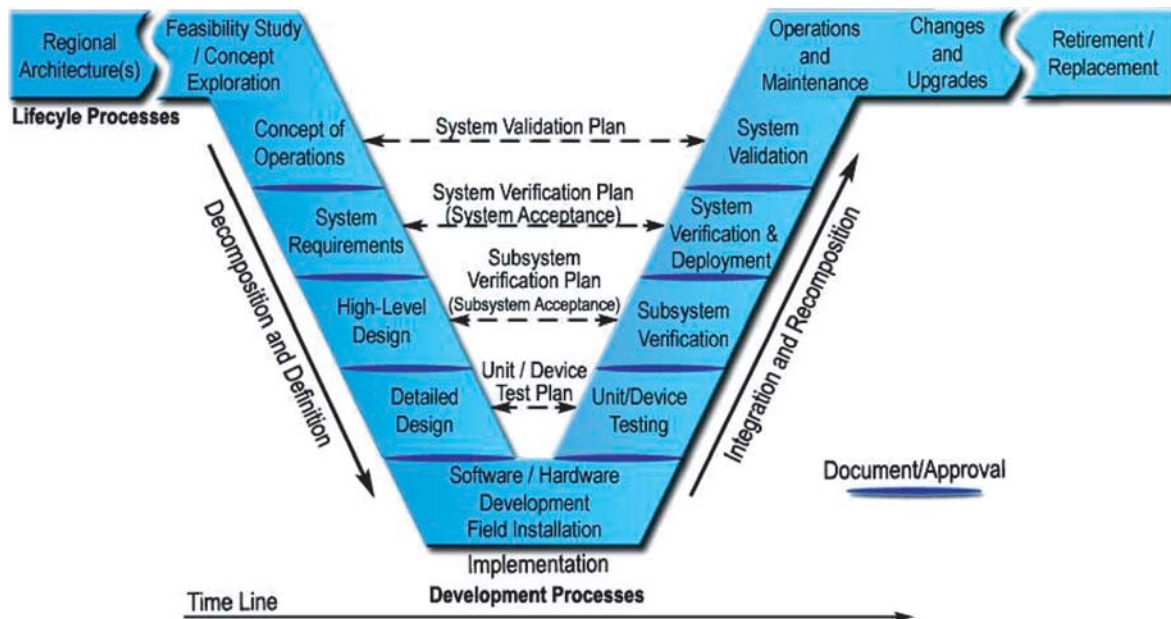 Regional
Architecture(s)
Feasibility Study
/ Concept
Exploration
Operations
and
Maintenance
Changes
and
Upgrades
Retirement /
Replacement
Lifecyle Processes
Concept of
Operations
System Validation Plan
System
Validation
System Verification Plan
(System Acceptance)
System
Requirements
System
Verification &
Deployment
Subsystem
Verification Plan
(Subsystem Acceptance)
High-Level
Design
Subsystem
Verification
Unit / Device
Test Plan
Detailed
Design
Unit/Device
Testing
Decomposition and Definition
Integration and Recomposition
Software / Hardware
Development
Field Installation
Document/Approval
Implementation
Development Processes
Time Line